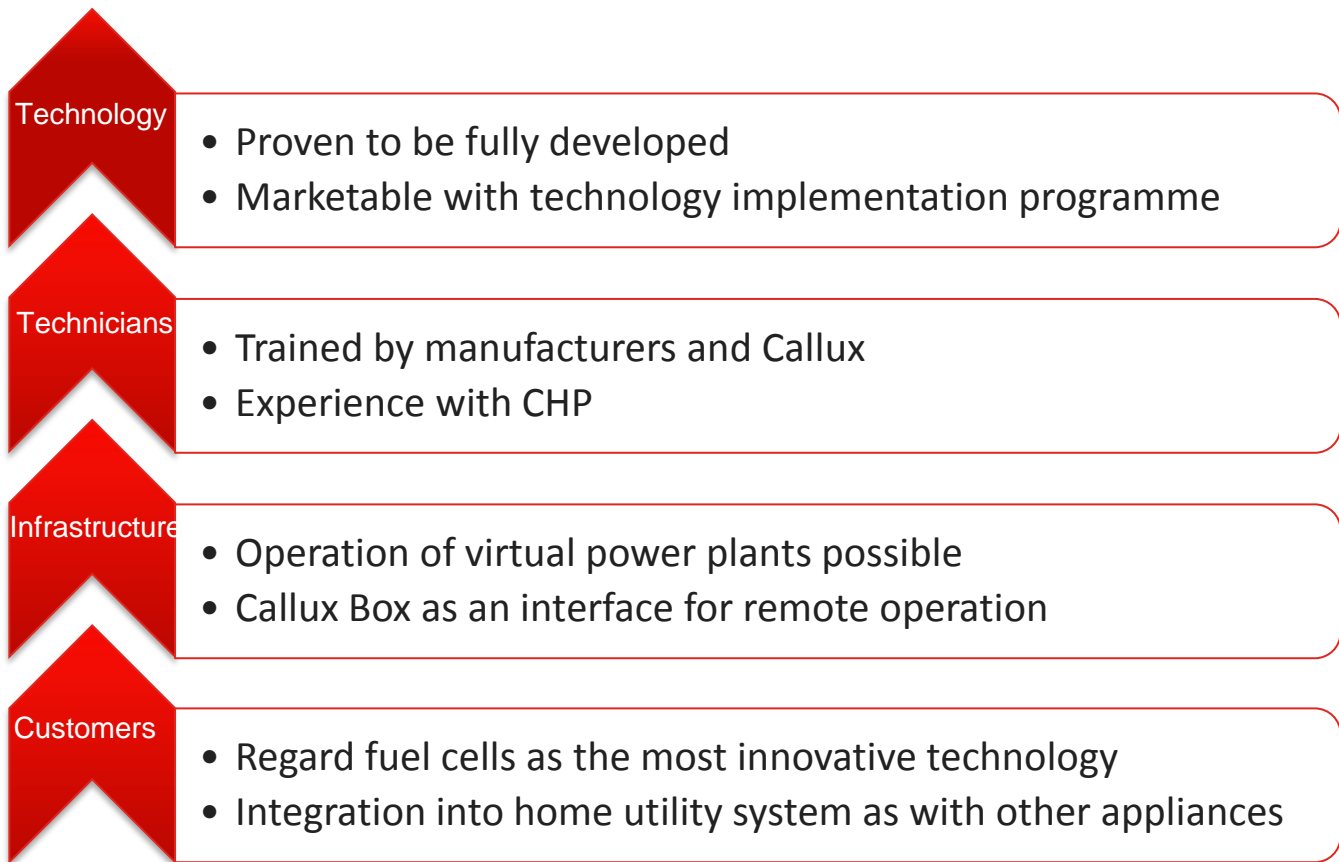 Technology
• Proven to be fully developed
• Marketable with technology implementation programme
Technicians
• Trained by manufacturers and Callux
• Experience with CHP
Infrastructure
• Operation of virtual power plants possible
• Callux Box as an interface for remote operation
Customers
• Regard fuel cells as the most innovative technology
• Integration into home utility system as with other appliances